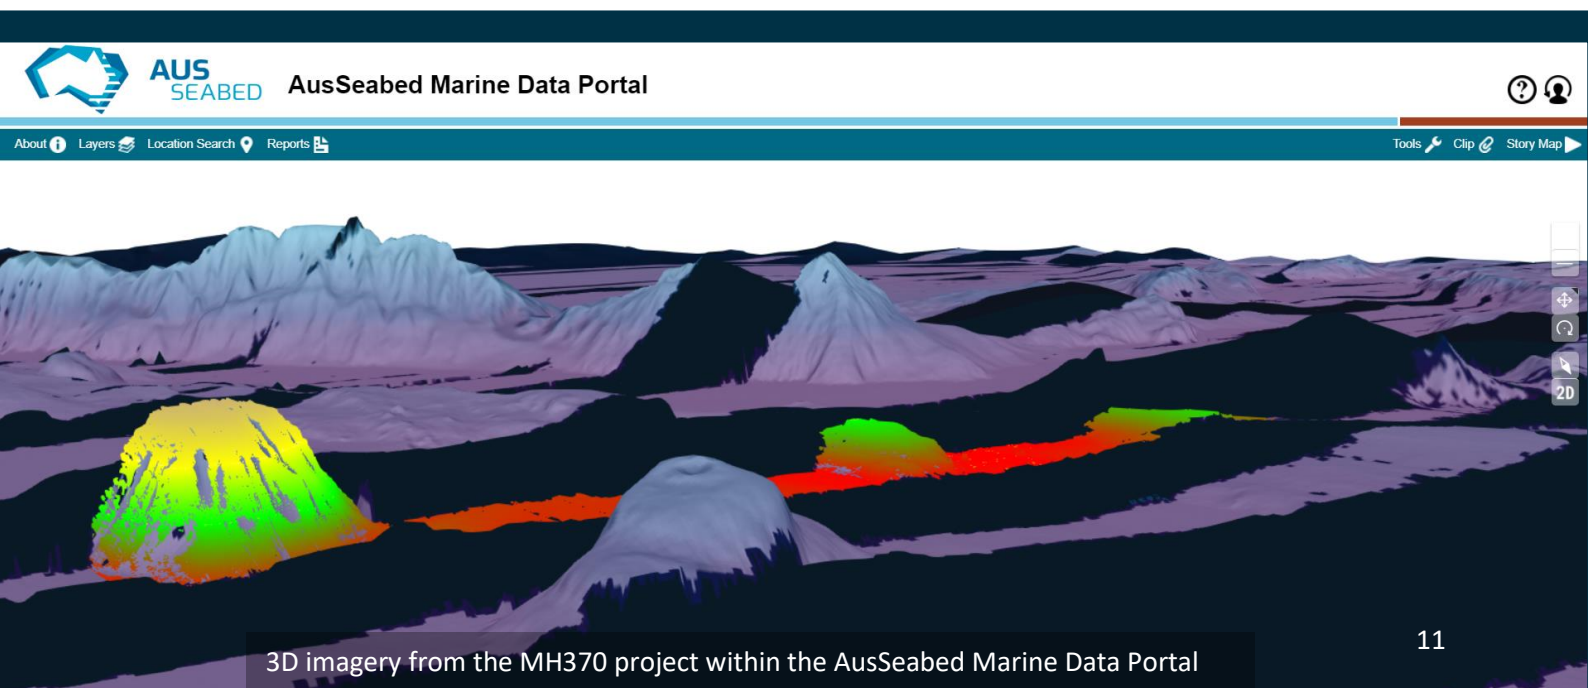 AUS
SEABED
AusSeabed Marine Data Portal
?
About i Layers Location Search Reports
Tools Clip Story Map
2D
11
3D imagery from the MH370 project within the AusSeabed Marine Data Portal